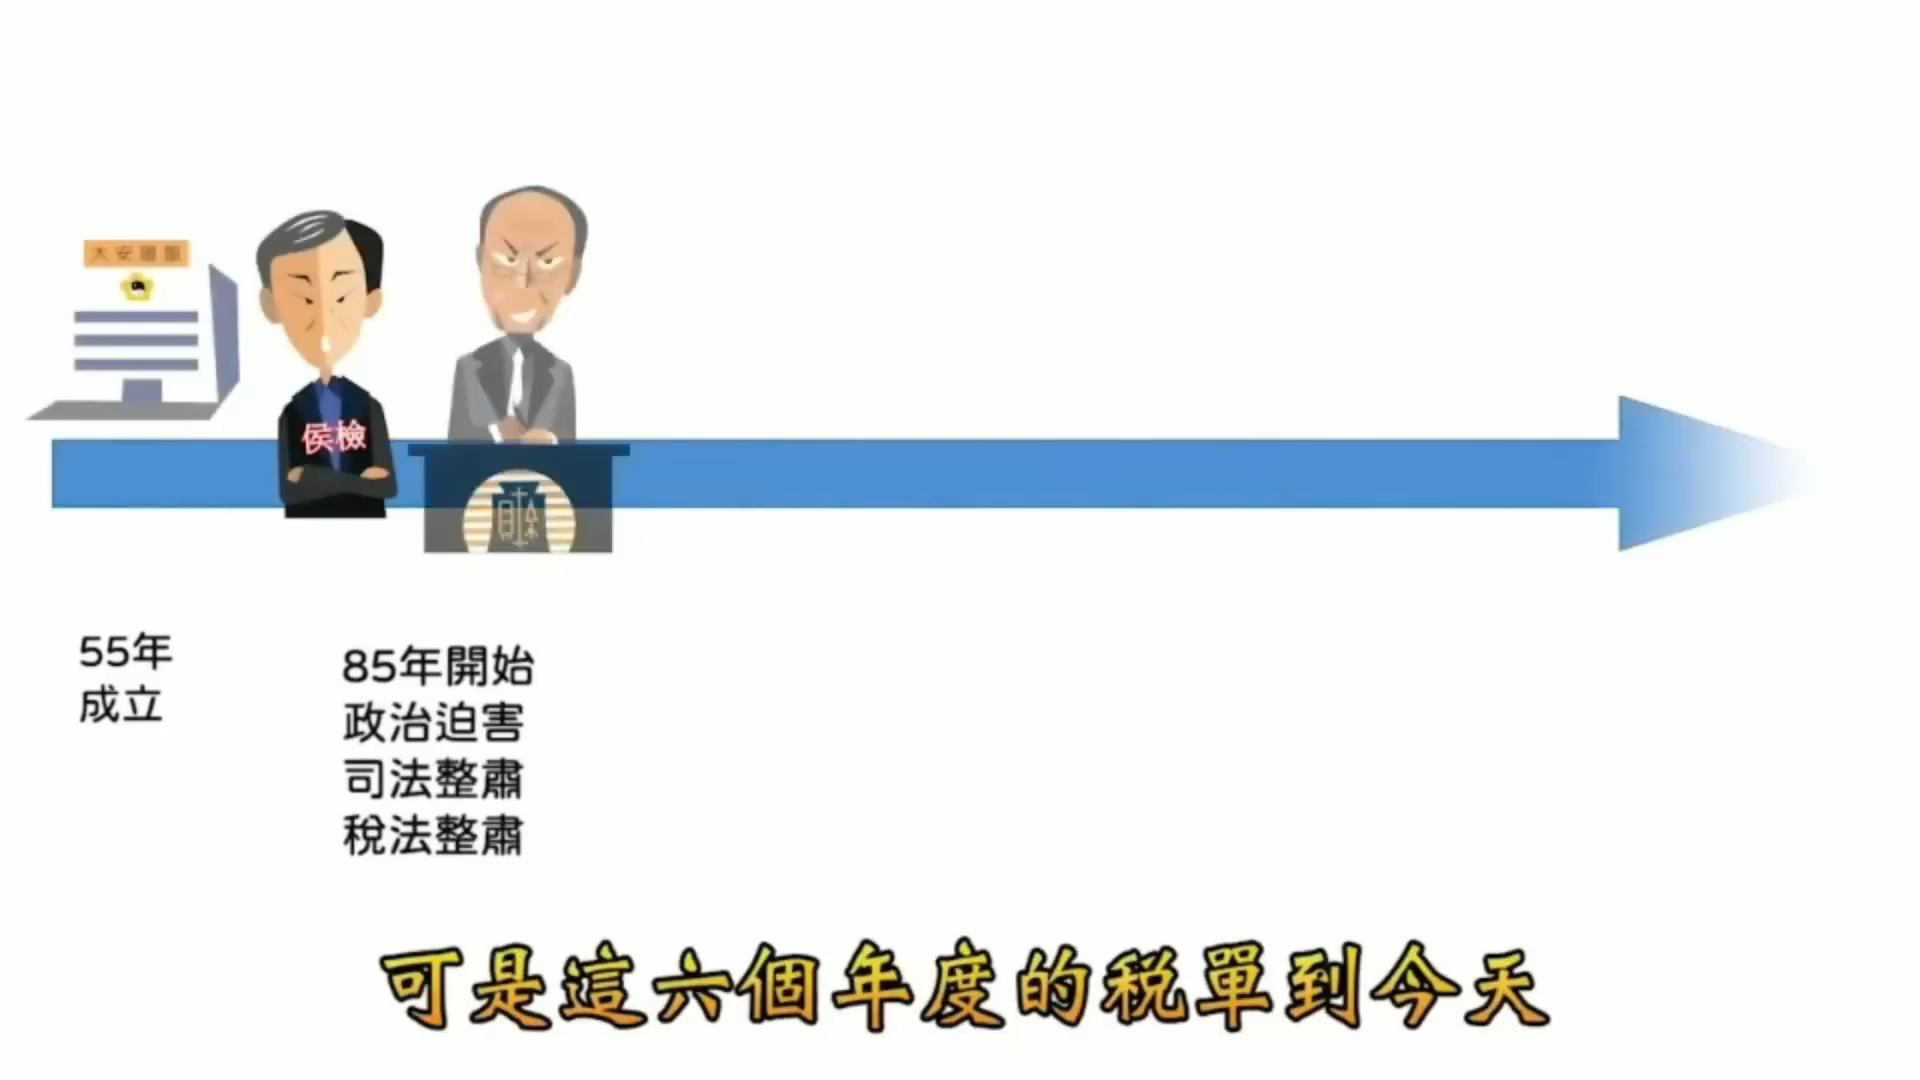 侯檢
財
55年
成立
85年開始
政治迫害
司法整肅
稅法整肅
可是這六個年度的稅單到今天